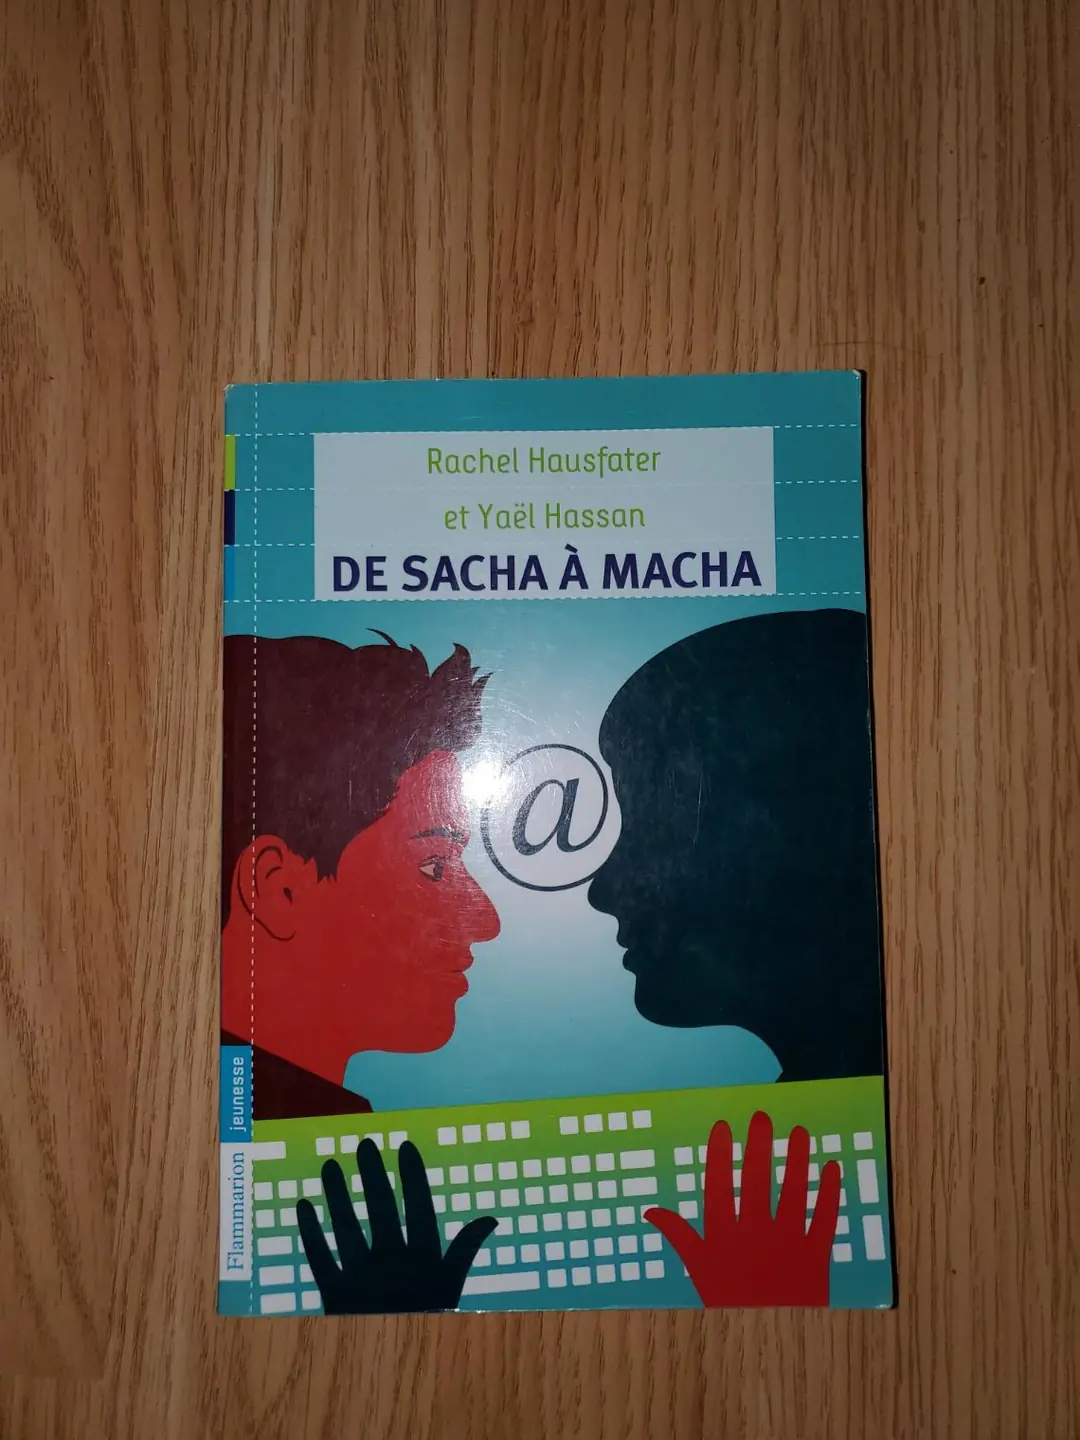 Rachel Hausfater
et Yaël Hassan
DE SACHA À MACHA
@
Flammarion jeunesse